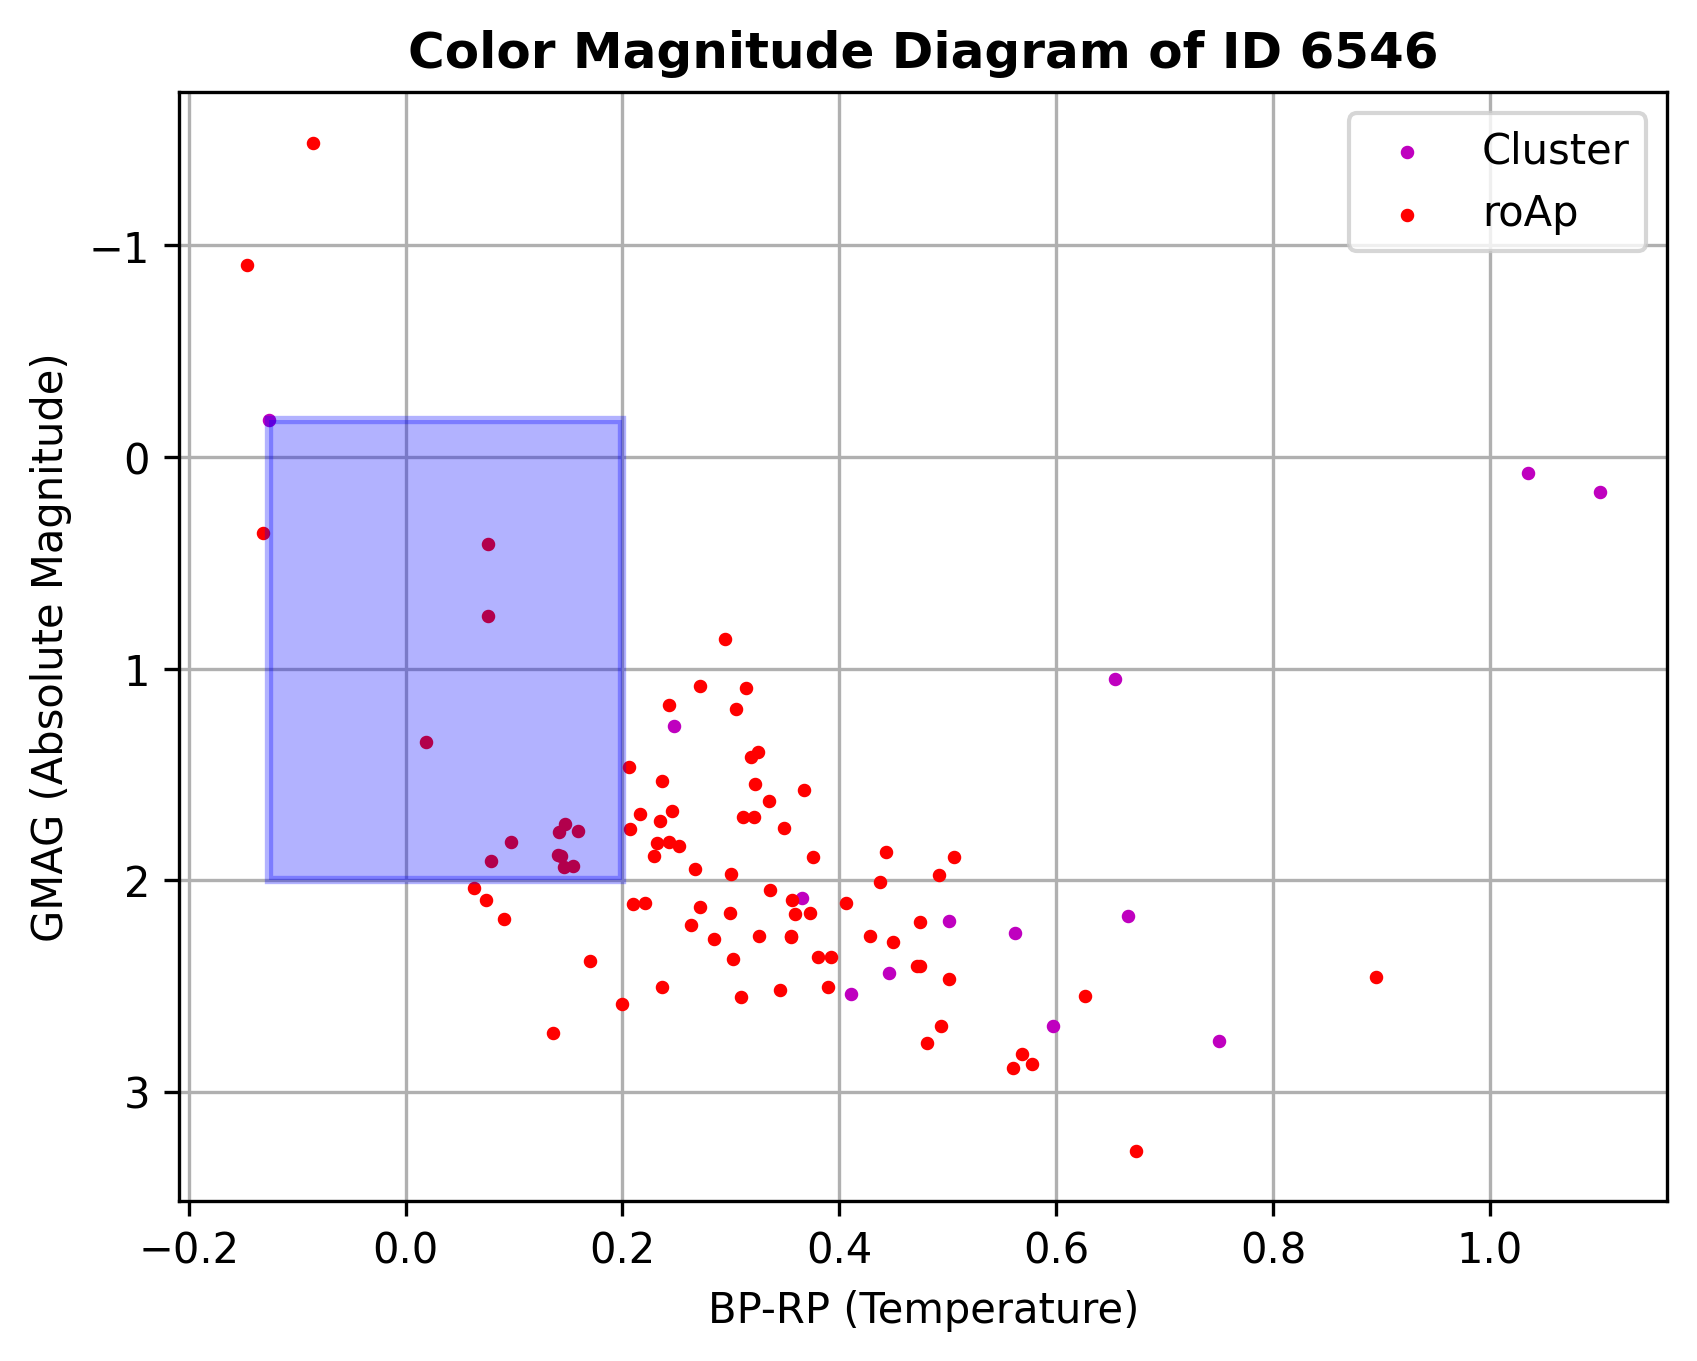 Color Magnitude Diagram of ID 6546
Cluster
roAp
GMAG (Absolute Magnitude)
−1
0
1
2
3
−0.2
0.0
0.2
0.4
0.6
0.8
1.0
BP-RP (Temperature)